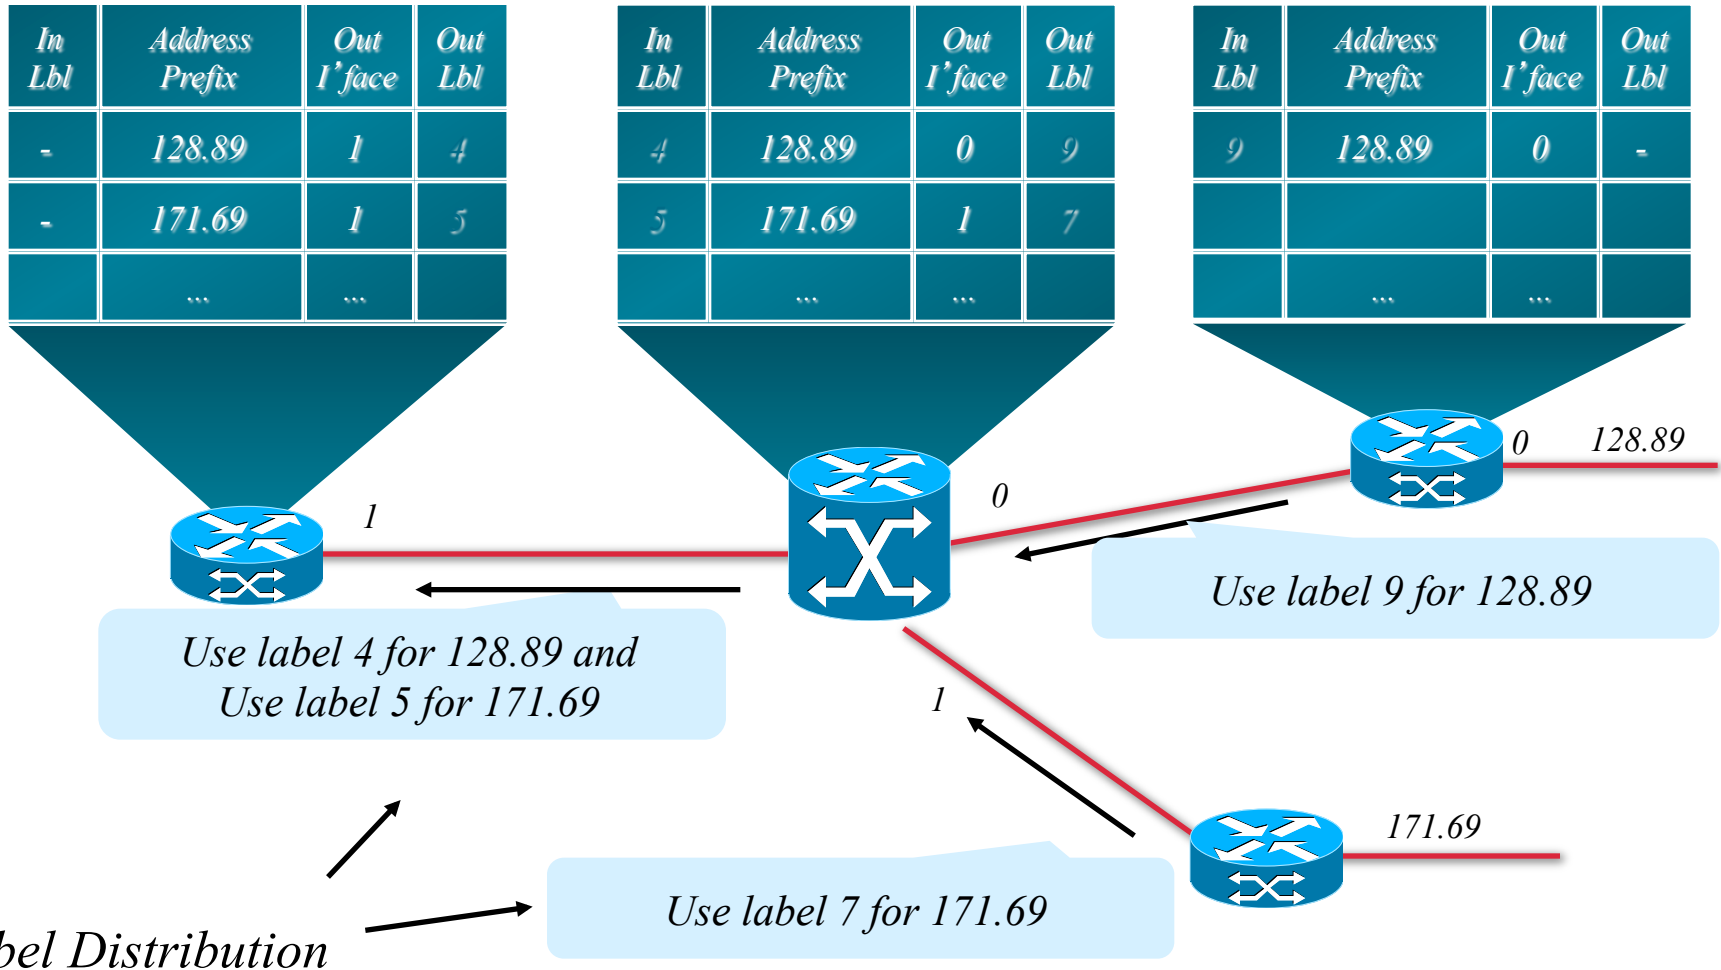 In Lbl Address Prefix Out I’face Out Lbl
- 128.89 1 4
- 171.69 1 5
... ...
In Lbl Address Prefix Out I’face Out Lbl
4 128.89 0 9
5 171.69 1 7
... ...
In Lbl Address Prefix Out I’face Out Lbl
9 128.89 0 -
... ...
0 128.89
0
1
Use label 9 for 128.89
Use label 4 for 128.89 and
Use label 5 for 171.69
1
171.69
Use label 7 for 171.69
bel Distribution